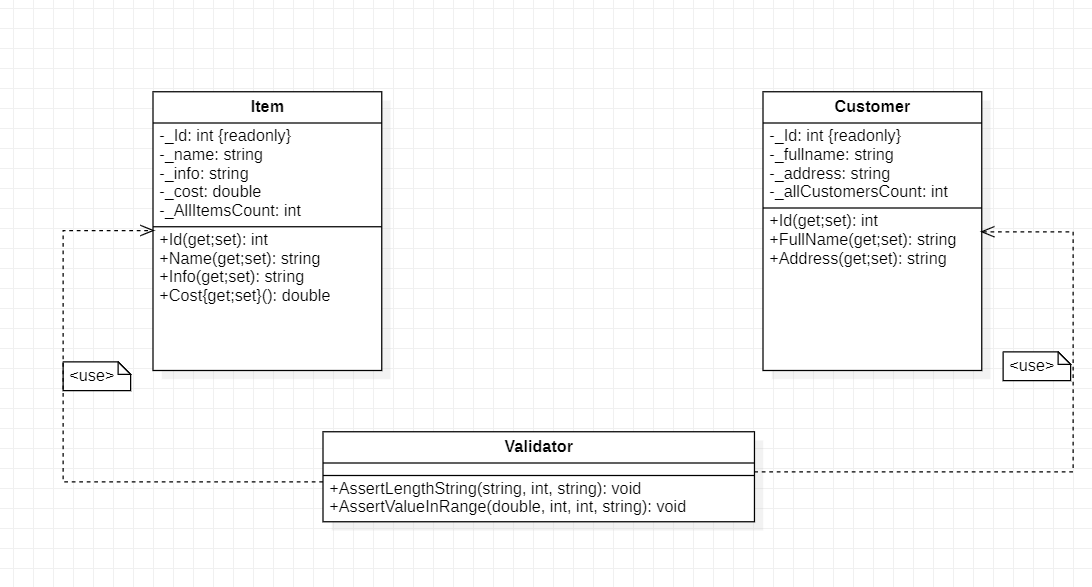 Item
-_Id: int {readonly}
-_name: string
-_info: string
-_cost: double
-_AllItemsCount: int
+Id(get;set): int
+Name(get;set): string
+Info(get;set): string
+Cost{get;set}(): double
Customer
-_Id: int {readonly}
-_fullname: string
-_address: string
-_allCustomersCount: int
+Id(get;set): int
+FullName(get;set): string
+Address(get;set): string
<use>
<use>
Validator
+AssertLengthString(string, int, string): void
+AssertValueInRange(double, int, int, string): void